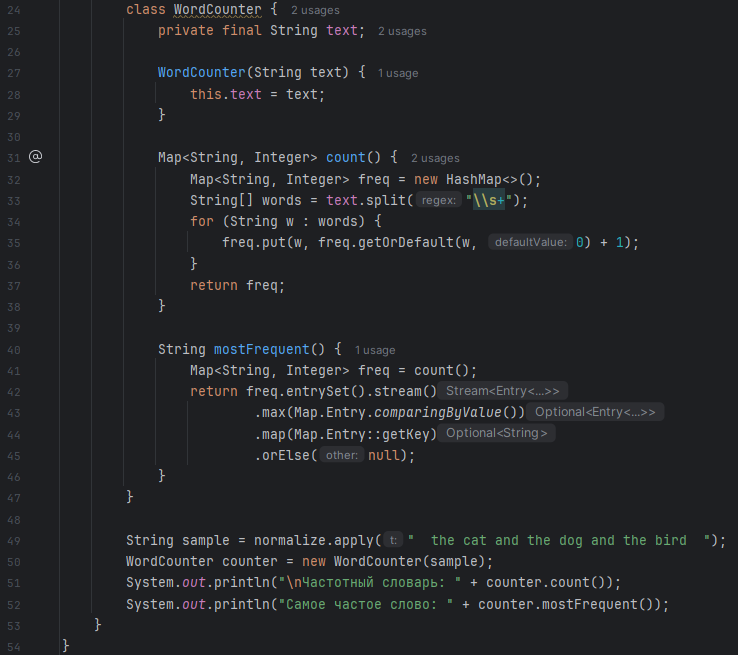 24 class WordCounter { 2 usages
25 private final String text; 2 usages
26
27 WordCounter(String text) { 1 usage
28 this.text = text;
29 }
30
31 @ Map<String, Integer> count() { 2 usages
32 Map<String, Integer> freq = new HashMap<>();
33 String[] words = text.split( regex: "\\s+");
34 for (String w : words) {
35 freq.put(w, freq.getOrDefault(w, defaultValue: 0) + 1);
36 }
37 return freq;
38 }
39
40 String mostFrequent() { 1 usage
41 Map<String, Integer> freq = count();
42 return freq.entrySet().stream() Stream<Entry<...>>
43 .max(Map.Entry.comparingByValue()) Optional<Entry<...>>
44 .map(Map.Entry::getKey) Optional<String>
45 .orElse( other: null);
46 }
47 }
48
49 String sample = normalize.apply( t: "  the cat and the dog and the bird  ");
50 WordCounter counter = new WordCounter(sample);
51 System.out.println("\nЧастотный словарь: " + counter.count());
52 System.out.println("Самое частое слово: " + counter.mostFrequent());
53 }
54 }